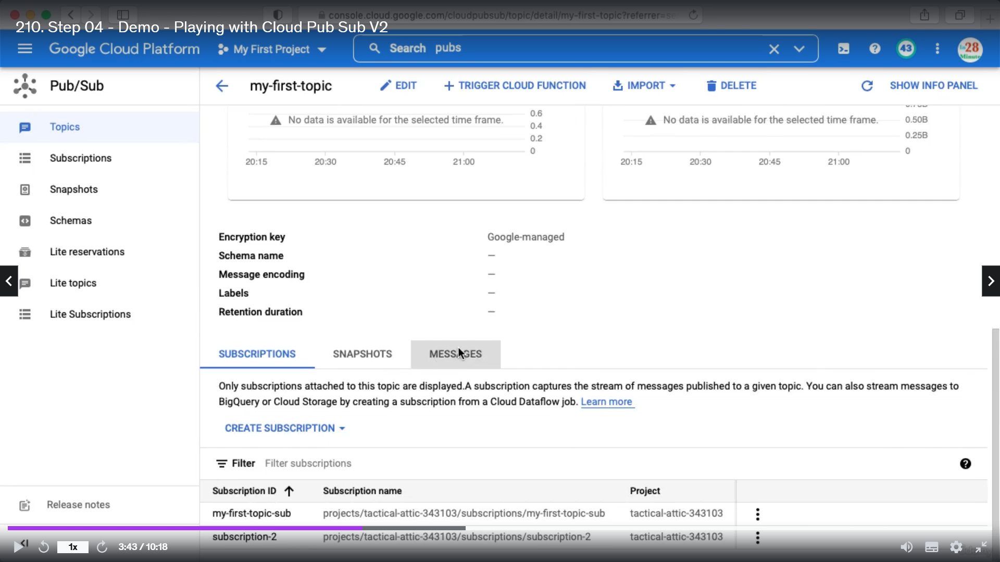 console.cloud.google.com/cloudpubsub/topic/detail/my-first-topic?referrer=se
210. Step 04 - Demo - Playing with Cloud Pub Sub V2
Google Cloud Platform
My First Project
Search pubs
43
in28
Minutes
Pub/Sub
my-first-topic
EDIT
TRIGGER CLOUD FUNCTION
IMPORT
DELETE
SHOW INFO PANEL
Topics
Subscriptions
Snapshots
Schemas
Lite reservations
Lite topics
Lite Subscriptions
Release notes
No data is available for the selected time frame.
0.6
0.4
0.2
0
20:15 20:30 20:45 21:00
No data is available for the selected time frame.
0.50B
0.25B
0
20:15 20:30 20:45 21:00
Encryption key Google-managed
Schema name —
Message encoding —
Labels —
Retention duration —
SUBSCRIPTIONS SNAPSHOTS MESSAGES
Only subscriptions attached to this topic are displayed.A subscription captures the stream of messages published to a given topic. You can also stream messages to
BigQuery or Cloud Storage by creating a subscription from a Cloud Dataflow job. Learn more
CREATE SUBSCRIPTION
Filter Filter subscriptions
Subscription ID Subscription name Project
my-first-topic-sub projects/tactical-attic-343103/subscriptions/my-first-topic-sub tactical-attic-343103
subscription-2 projects/tactical-attic-343103/subscriptions/subscription-2 tactical-attic-343103
1x
3:43 / 10:18